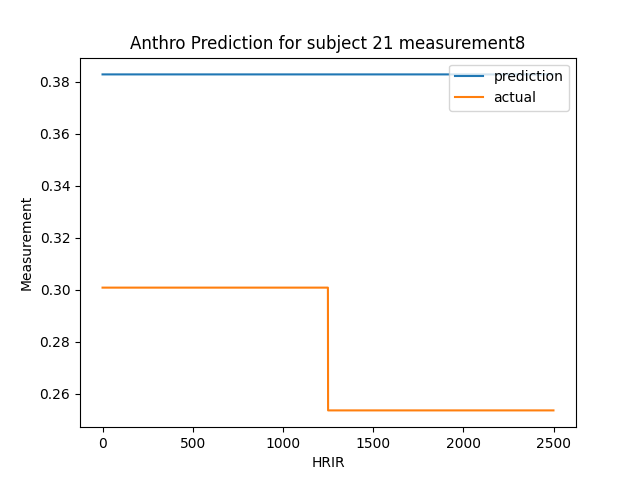 Anthro Prediction for subject 21 measurement8
prediction
actual
0.38
0.36
0.34
0.32
0.30
0.28
0.26
Measurement
0 500 1000 1500 2000 2500
HRIR